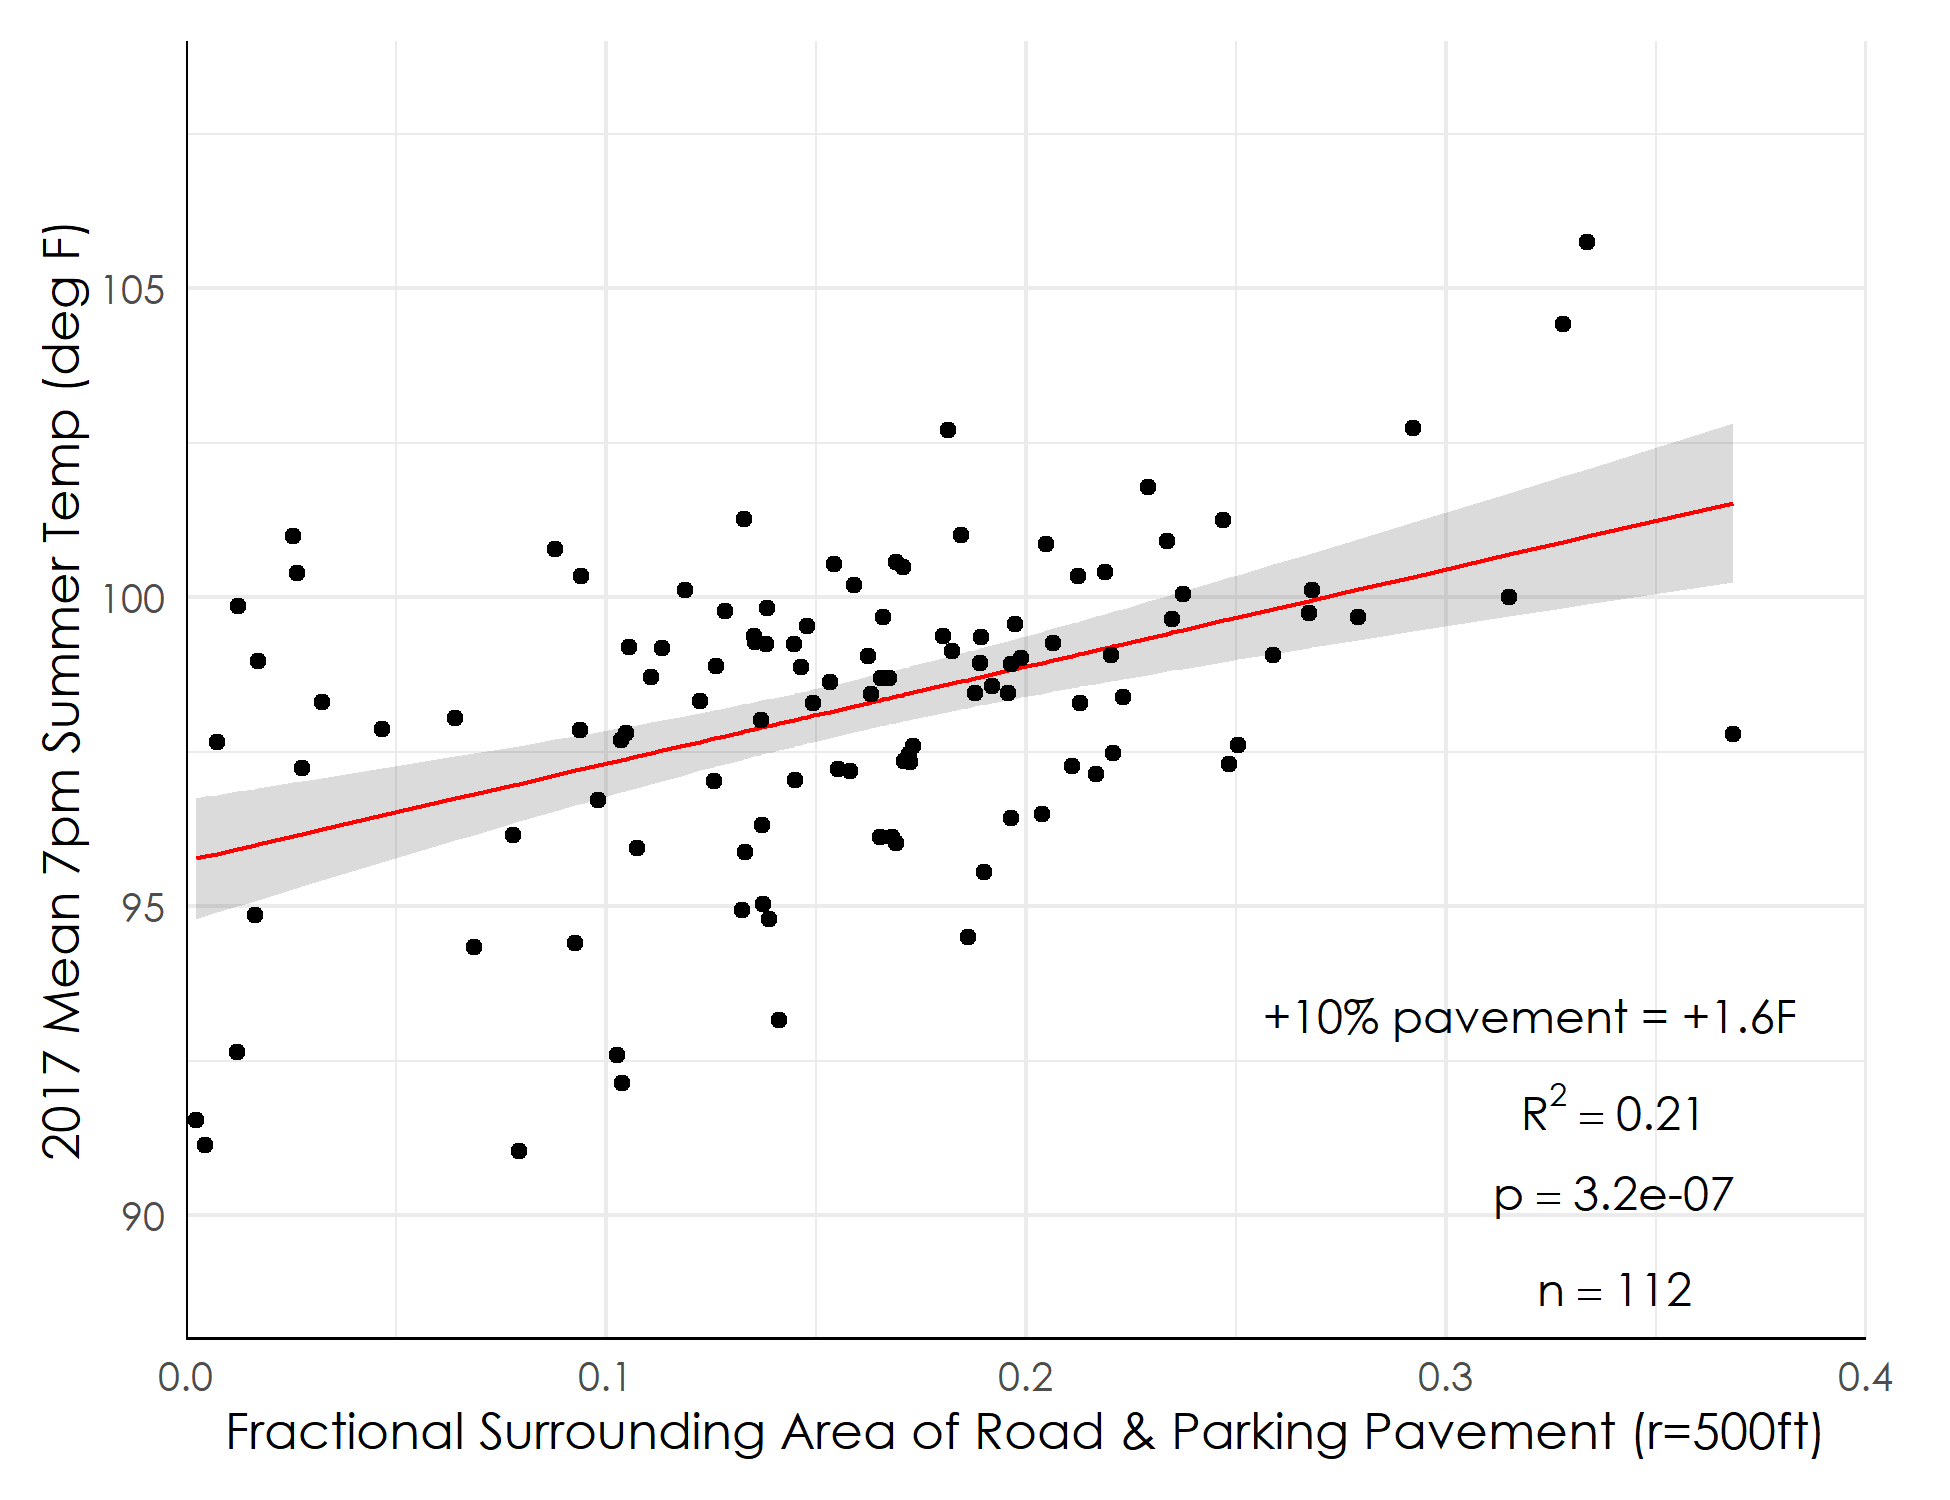 2017 Mean 7pm Summer Temp (deg F)
105
100
95
90
+10% pavement = +1.6F
R² = 0.21
p = 3.2e-07
n = 112
0.0 0.1 0.2 0.3 0.4
Fractional Surrounding Area of Road & Parking Pavement (r=500ft)